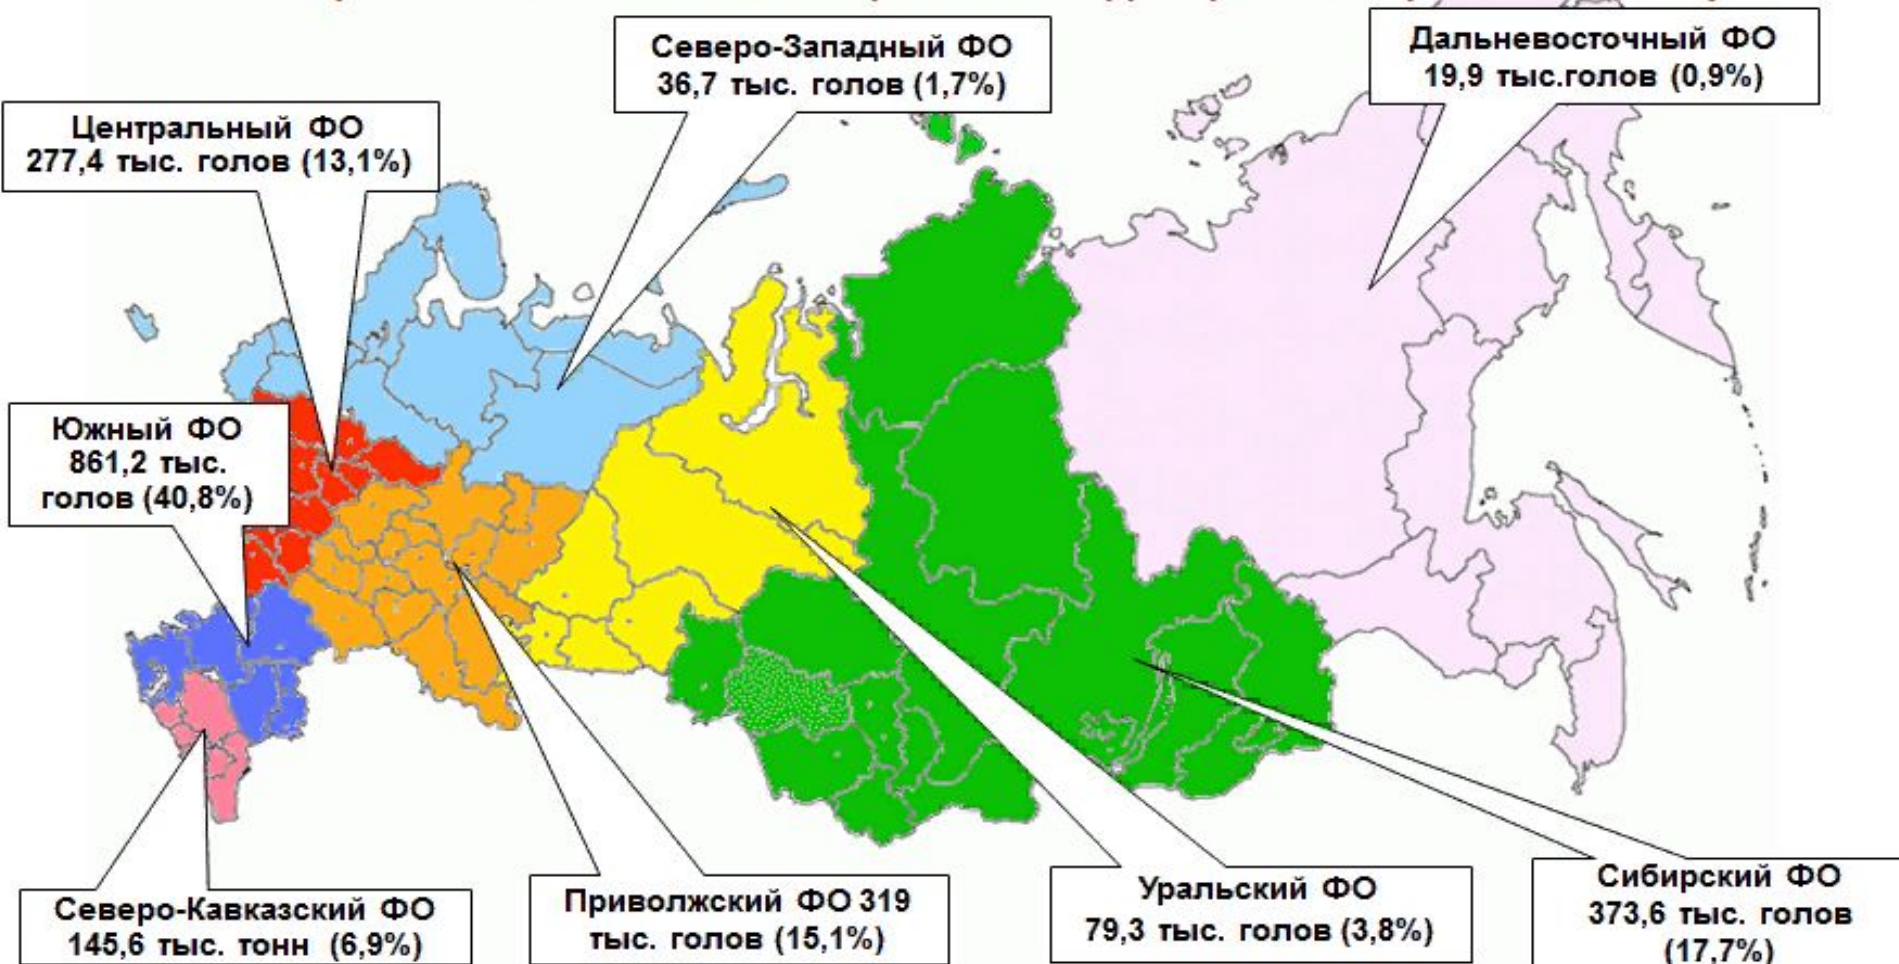 Северо-Западный ФО
36,7 тыс. голов (1,7%)
Дальневосточный ФО
19,9 тыс.голов (0,9%)
Центральный ФО
277,4 тыс. голов (13,1%)
Южный ФО
861,2 тыс.
голов (40,8%)
Северо-Кавказский ФО
145,6 тыс. тонн (6,9%)
Приволжский ФО 319
тыс. голов (15,1%)
Уральский ФО
79,3 тыс. голов (3,8%)
Сибирский ФО
373,6 тыс. голов
(17,7%)